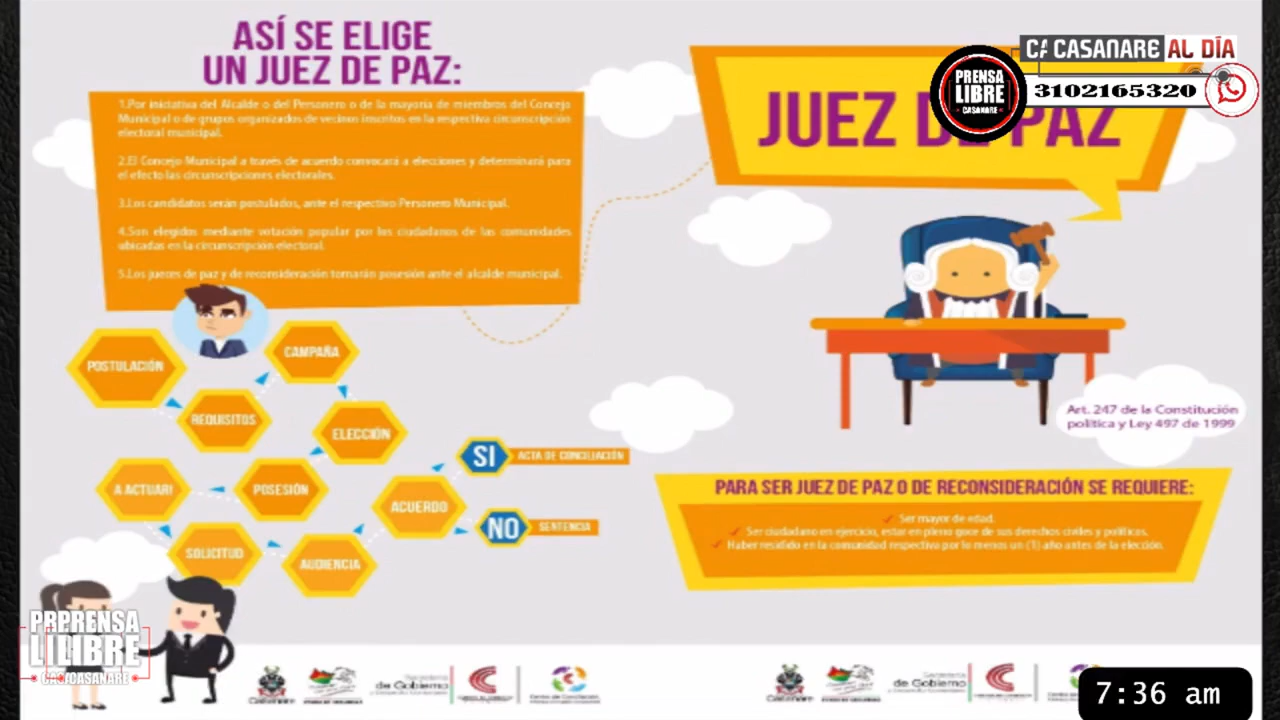 ASÍ SE ELIGE
UN JUEZ DE PAZ:
1.Por iniciativa del Alcalde o del Personero o de la mayoría de miembros del Concejo
Municipal o de grupos organizados de vecinos inscritos en la respectiva circunscripción
electoral municipal.
2.El Concejo Municipal a través de acuerdo convocará a elecciones y determinará para
el efecto las circunscripciones electorales.
3.Los candidatos serán postulados, ante el respectivo Personero Municipal.
4.Son elegidos mediante votación popular por los ciudadanos de las comunidades
ubicadas en la circunscripción electoral.
5.Los jueces de paz y de reconsideración tomarán posesión ante el alcalde municipal.
POSTULACIÓN
REQUISITOS
CAMPAÑA
ELECCIÓN
POSESIÓN
A ACTUAR!
SOLICITUD
AUDIENCIA
ACUERDO
SI
ACTA DE CONCILIACIÓN
NO
SENTENCIA
CASANARE AL DÍA
PRENSA
LIBRE
CASANARE
3102165320
JUEZ DE PAZ
Art. 247 de la Constitución
política y Ley 497 de 1999
PARA SER JUEZ DE PAZ O DE RECONSIDERACIÓN SE REQUIERE:
Ser mayor de edad.
Ser ciudadano en ejercicio, estar en pleno goce de sus derechos civiles y políticos.
Haber residido en la comunidad respectiva por lo menos un (1) año antes de la elección.
PRENSA
LIBRE
CASANARE
Casanare
Secretaría
de Gobierno
Centro de Conciliación,
Casanare
Secretaría
de Gobierno
7:36 am